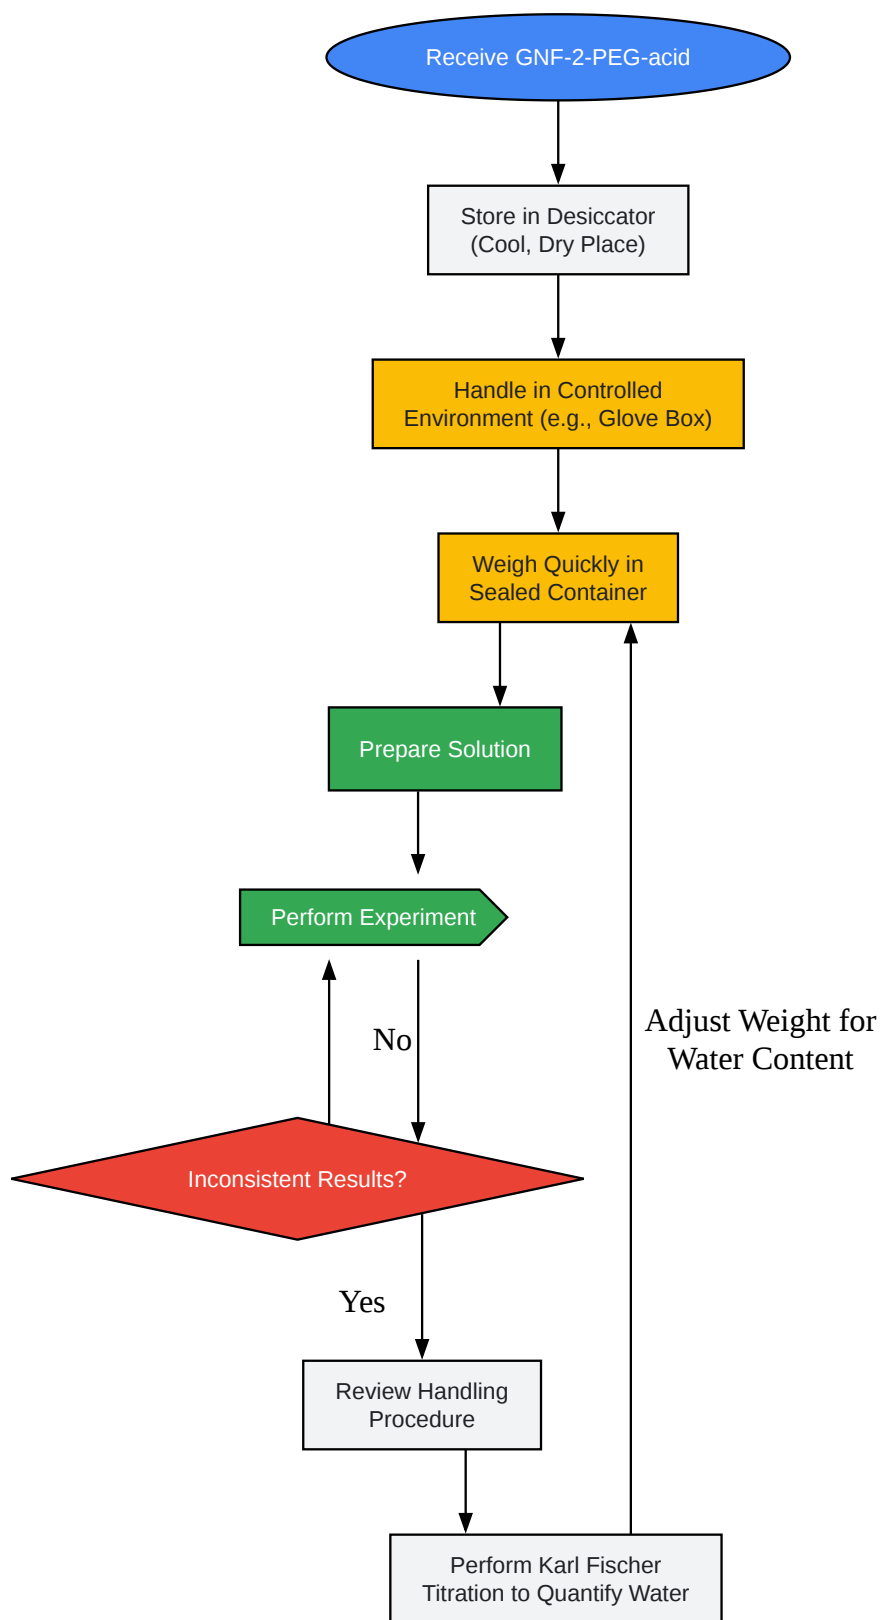 Receive GNF-2-PEG-acid
Store in Desiccator
(Cool, Dry Place)
Handle in Controlled
Environment (e.g., Glove Box)
Weigh Quickly in
Sealed Container
Prepare Solution
Perform Experiment
No
Adjust Weight for
Water Content
Inconsistent Results?
Yes
Review Handling
Procedure
Perform Karl Fischer
Titration to Quantify Water